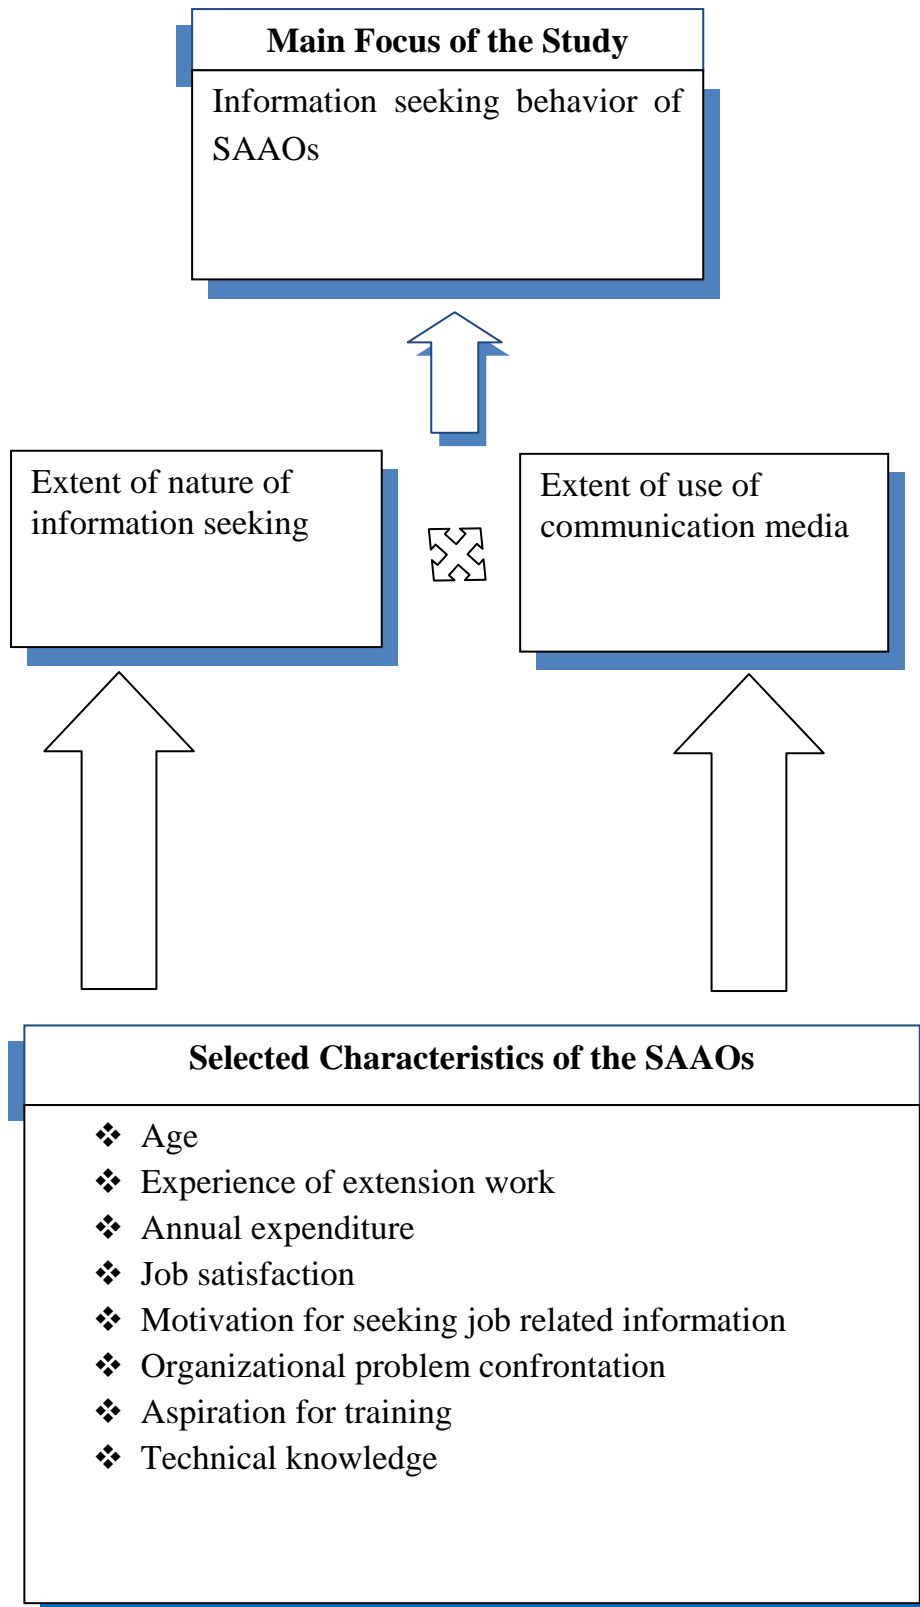 Main Focus of the Study
Information seeking behavior of
SAAOs
Extent of nature of
information seeking
Extent of use of
communication media
Selected Characteristics of the SAAOs
❖ Age
❖ Experience of extension work
❖ Annual expenditure
❖ Job satisfaction
❖ Motivation for seeking job related information
❖ Organizational problem confrontation
❖ Aspiration for training
❖ Technical knowledge